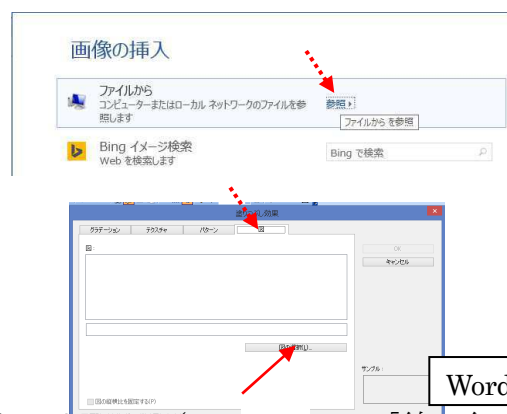 画像の挿入
ファイルから
コンピューターまたはローカル ネットワークのファイルを参
照します
参照
ファイルから を参照
Bing イメージ検索
Web を検索します
Bing で検索
塗りつぶし効果
グラデーション テクスチャ パターン 図
図:
OK
キャンセル
図の選択(L)...
サンプル:
図の縦横比を固定する(P)
Word